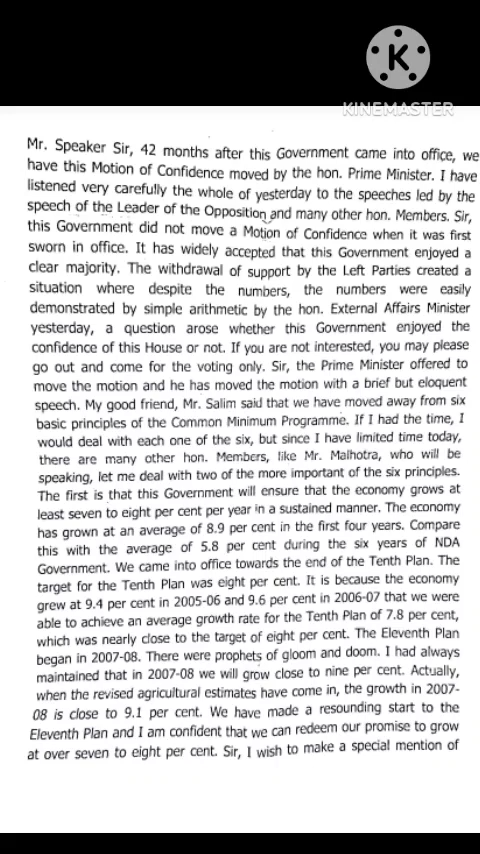 K
KINEMASTER
Mr. Speaker Sir, 42 months after this Government came into office, we
have this Motion of Confidence moved by the hon. Prime Minister. I have
listened very carefully the whole of yesterday to the speeches led by the
speech of the Leader of the Opposition and many other hon. Members. Sir,
this Government did not move a Motion of Confidence when it was first
sworn in office. It has widely accepted that this Government enjoyed a
clear majority. The withdrawal of support by the Left Parties created a
situation where despite the numbers, the numbers were easily
demonstrated by simple arithmetic by the hon. External Affairs Minister
yesterday, a question arose whether this Government enjoyed the
confidence of this House or not. If you are not interested, you may please
go out and come for the voting only. Sir, the Prime Minister offered to
move the motion and he has moved the motion with a brief but eloquent
speech. My good friend, Mr. Salim said that we have moved away from six
basic principles of the Common Minimum Programme. If I had the time, I
would deal with each one of the six, but since I have limited time today,
there are many other hon. Members, like Mr. Malhotra, who will be
speaking, let me deal with two of the more important of the six principles.
The first is that this Government will ensure that the economy grows at
least seven to eight per cent per year in a sustained manner. The economy
has grown at an average of 8.9 per cent in the first four years. Compare
this with the average of 5.8 per cent during the six years of NDA
Government. We came into office towards the end of the Tenth Plan. The
target for the Tenth Plan was eight per cent. It is because the economy
grew at 9.4 per cent in 2005-06 and 9.6 per cent in 2006-07 that we were
able to achieve an average growth rate for the Tenth Plan of 7.8 per cent,
which was nearly close to the target of eight per cent. The Eleventh Plan
began in 2007-08. There were prophets of gloom and doom. I had always
maintained that in 2007-08 we will grow close to nine per cent. Actually,
when the revised agricultural estimates have come in, the growth in 2007-
08 is close to 9.1 per cent. We have made a resounding start to the
Eleventh Plan and I am confident that we can redeem our promise to grow
at over seven to eight per cent. Sir, I wish to make a special mention of